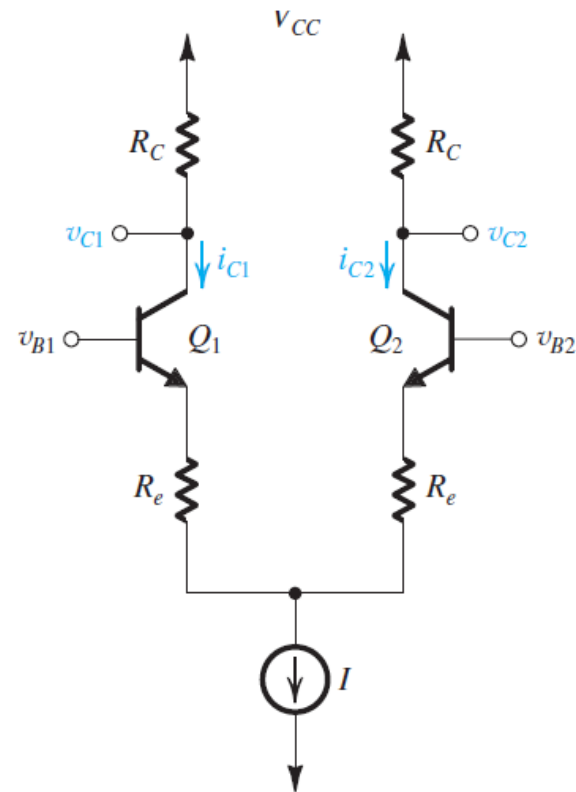 v_CC
R_C R_C
v_C1 i_C1 i_C2 v_C2
v_B1 Q_1 Q_2 v_B2
R_e R_e
I